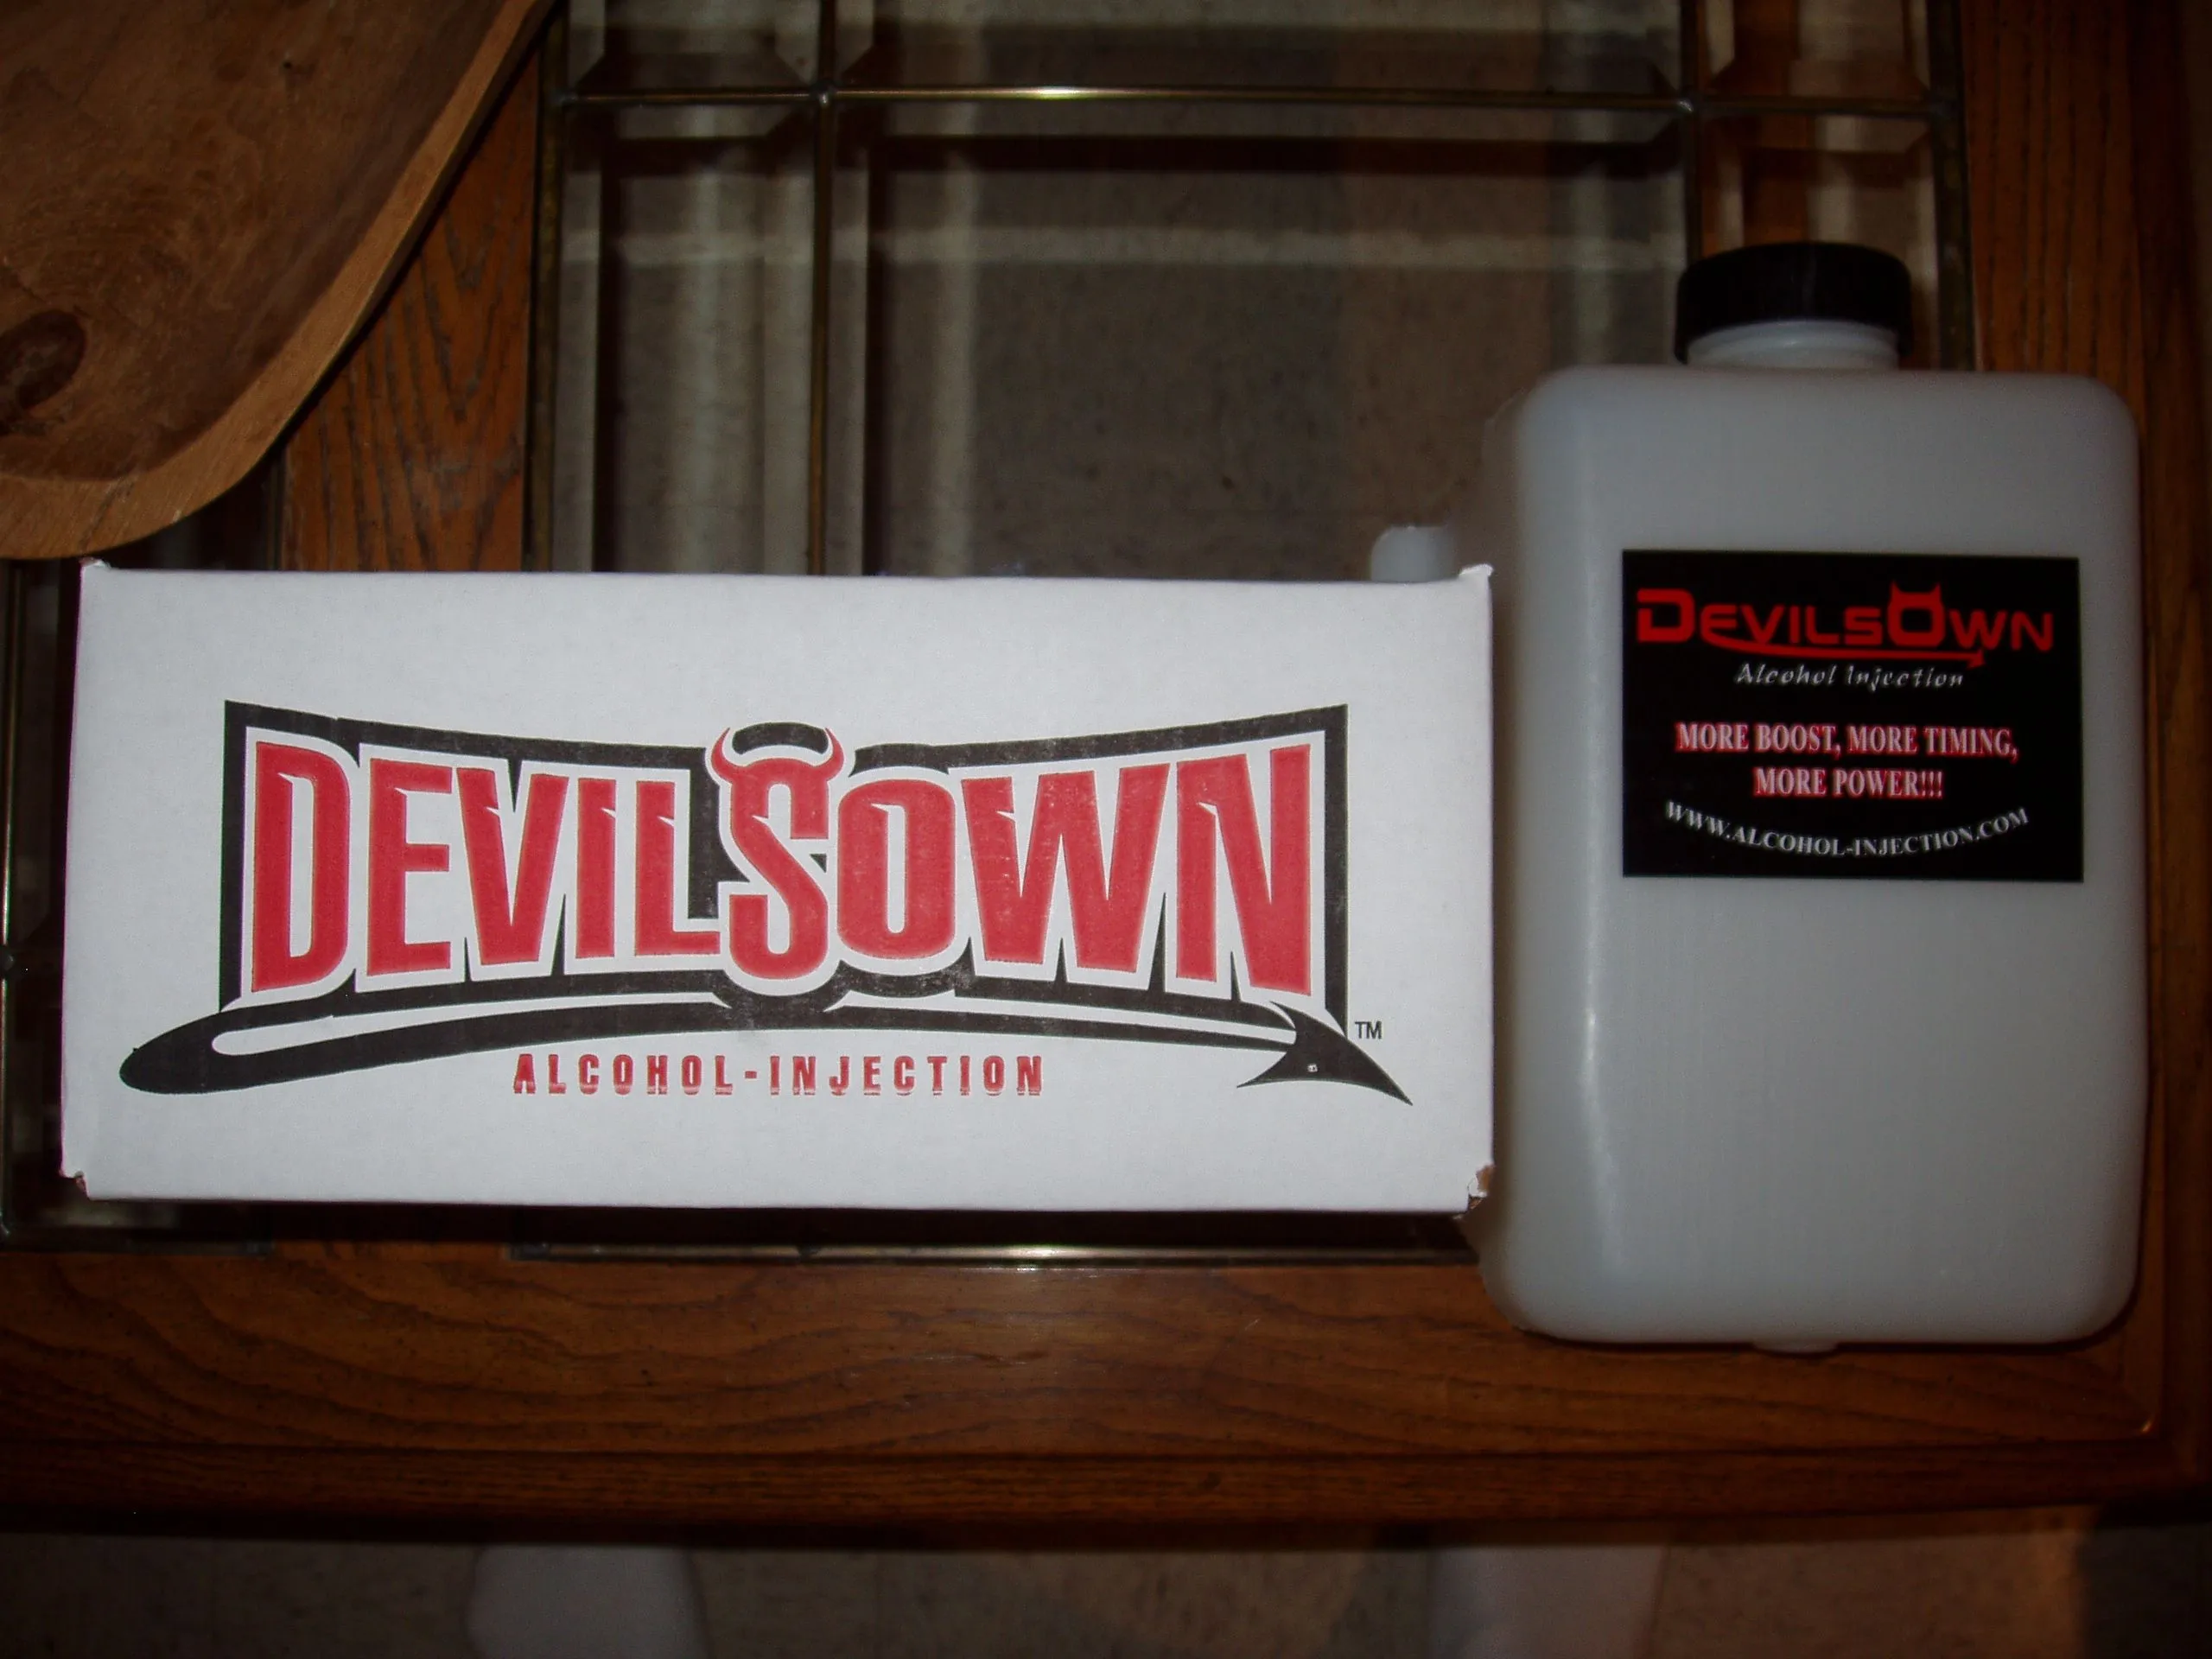 DEVILSOWN
TM
ALCOHOL-INJECTION
DEVILSOWN
Alcohol Injection
MORE BOOST, MORE TIMING,
MORE POWER!!!
WWW.ALCOHOL-INJECTION.COM